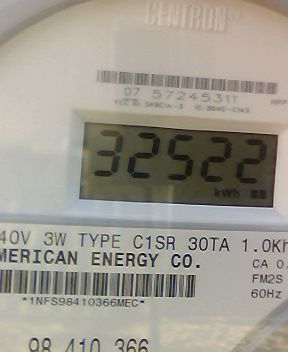 CENTRON®
07 57245311
32522
kWh
40V 3W TYPE C1SR 30TA 1.0Kh
MERICAN ENERGY CO.
CA 0.
FM2S
60Hz
*1NFS98410366MEC*
98 410 366